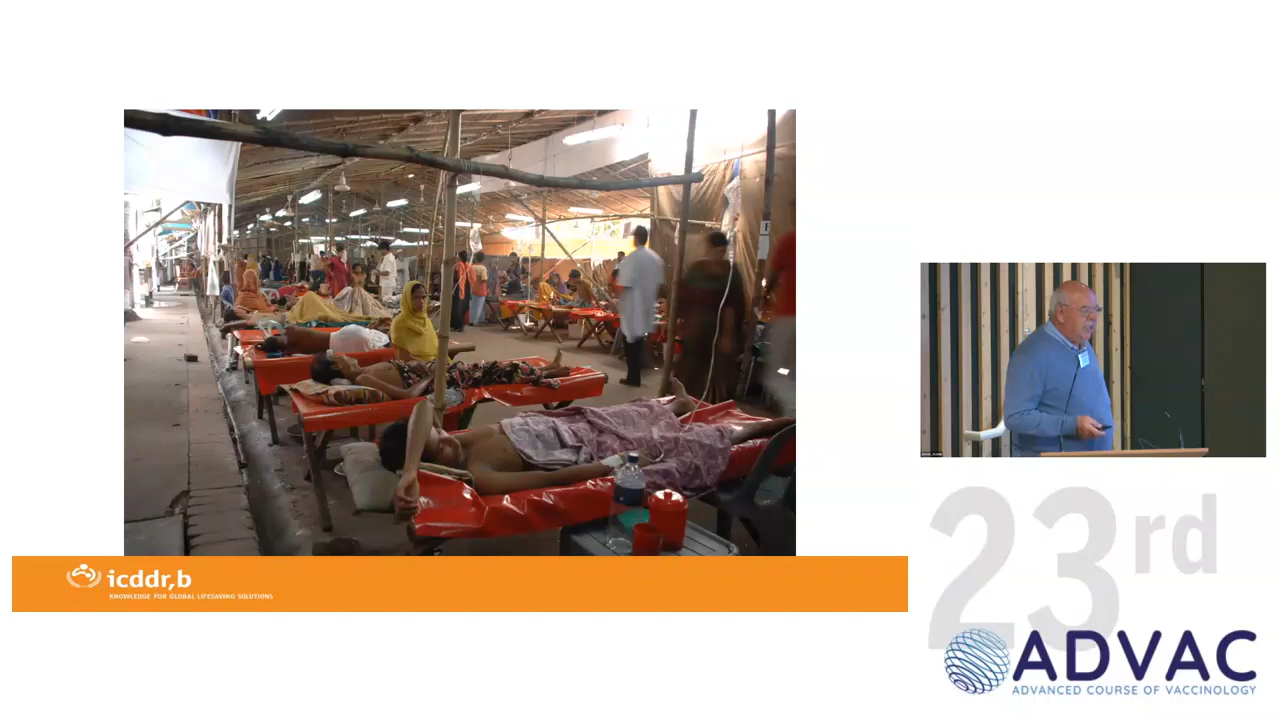 icddr,b
KNOWLEDGE FOR GLOBAL LIFESAVING SOLUTIONS
23rd
ADVAC
ADVANCED COURSE OF VACCINOLOGY